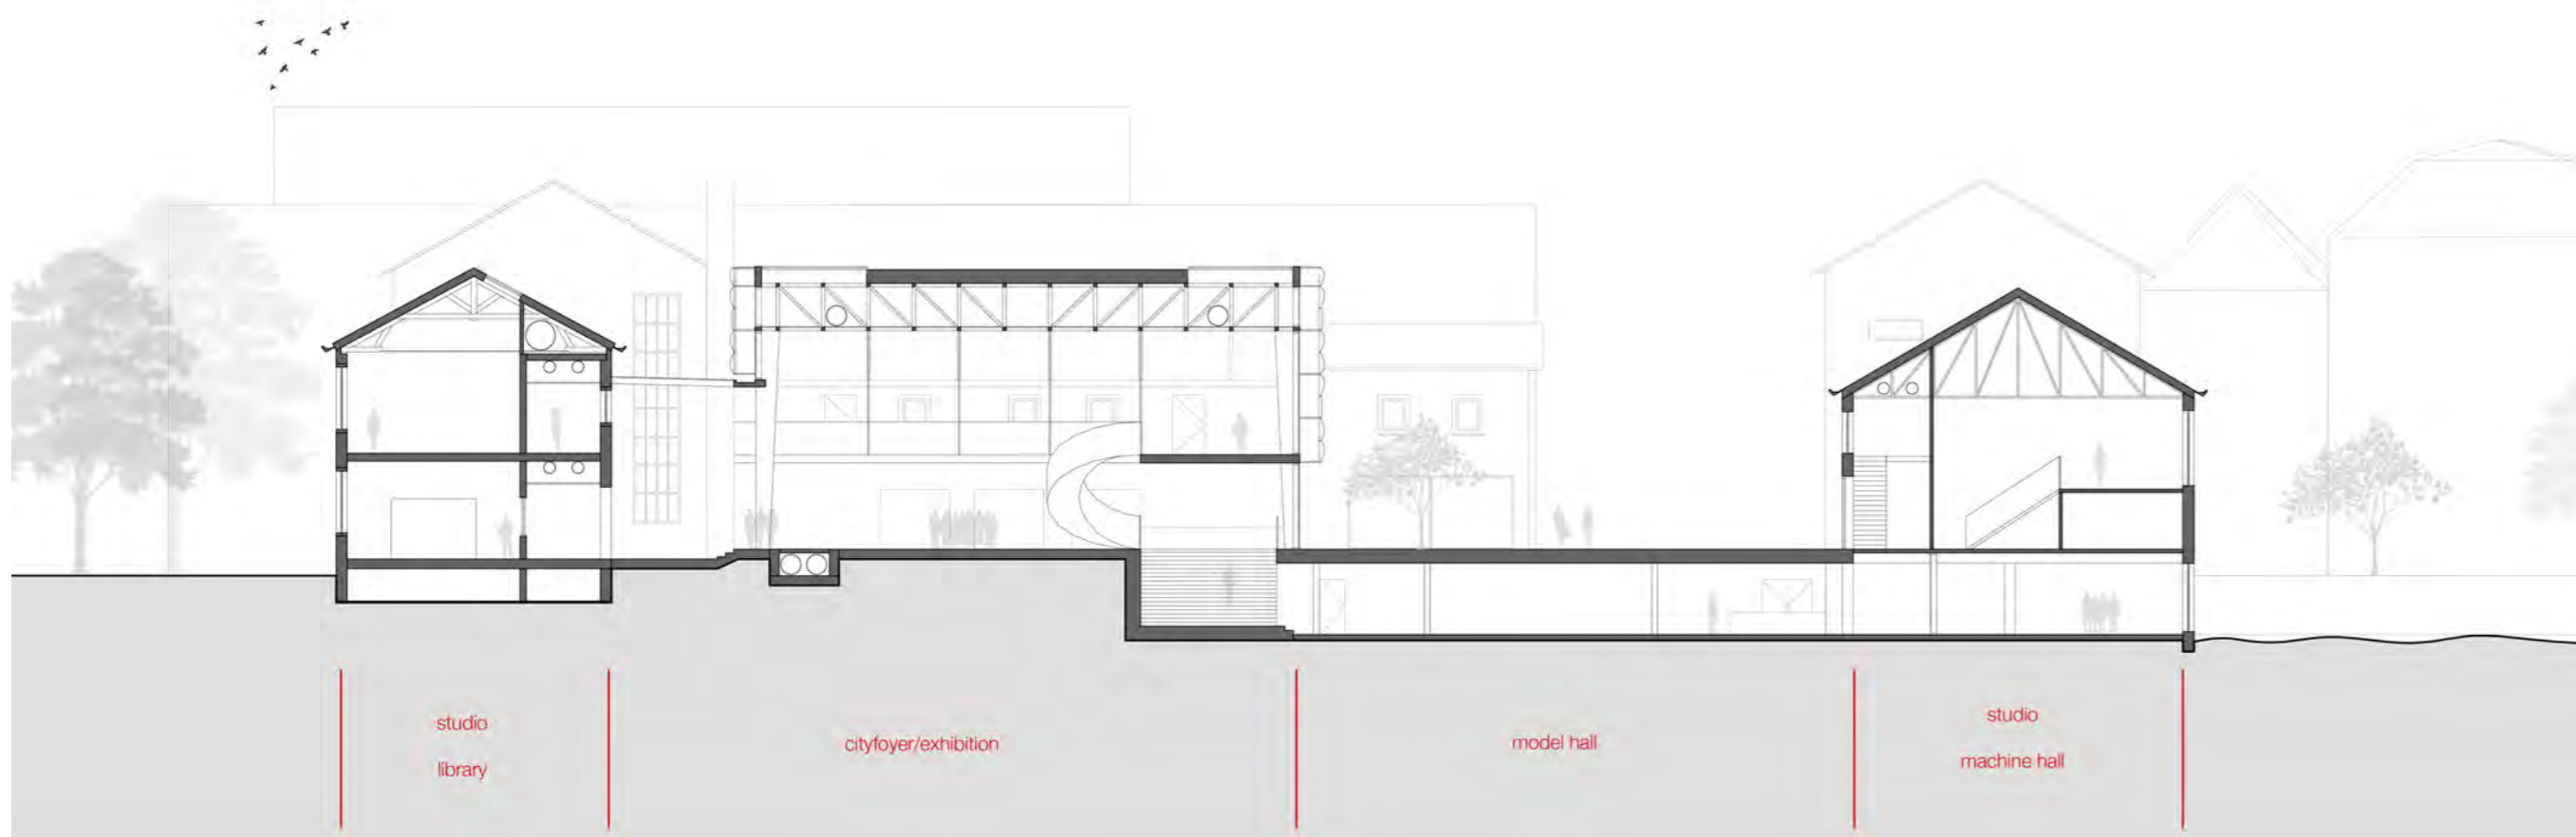 studio
library
cityfoyer/exhibition
model hall
studio
machine hall